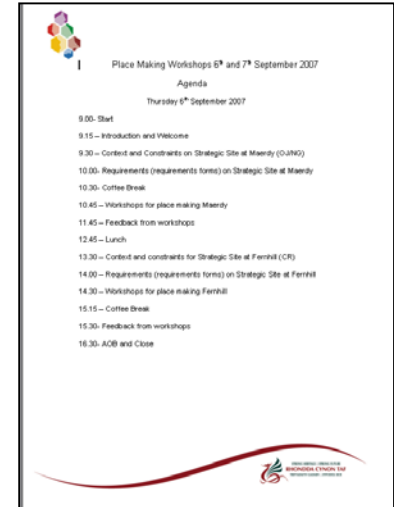 Place Making Workshops 6th and 7th September 2007
Agenda
Thursday 6th September 2007
9.00- Start
9.15 – Introduction and Welcome
9.30 – Context and Constraints on Strategic Site at Maerdy (OJ/NG)
10.00- Requirements (requirements forms) on Strategic Site at Maerdy
10.30- Coffee Break
10.45 – Workshops for place making Maerdy
11.45 – Feedback from workshops
12.45 – Lunch
13.30 – Context and constraints for Strategic Site at Fernhill (CR)
14.00 – Requirements (requirements forms) on Strategic Site at Fernhill
14.30 – Workshops for place making Fernhill
15.15 – Coffee Break
15.30- Feedback from workshops
16.30- AOB and Close
RHONDDA CYNON TAF